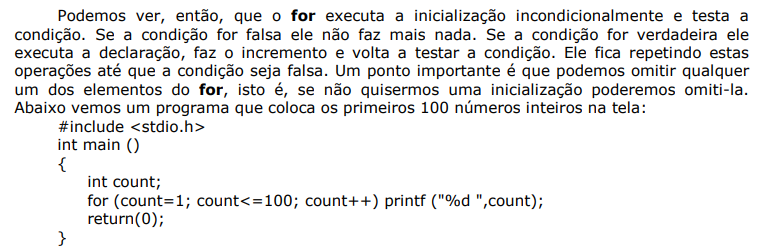 Podemos ver, então, que o for executa a inicialização incondicionalmente e testa a
condição. Se a condição for falsa ele não faz mais nada. Se a condição for verdadeira ele
executa a declaração, faz o incremento e volta a testar a condição. Ele fica repetindo estas
operações até que a condição seja falsa. Um ponto importante é que podemos omitir qualquer
um dos elementos do for, isto é, se não quisermos uma inicialização poderemos omiti-la.
Abaixo vemos um programa que coloca os primeiros 100 números inteiros na tela:
#include <stdio.h>
int main ()
{
int count;
for (count=1; count<=100; count++) printf ("%d ",count);
return(0);
}